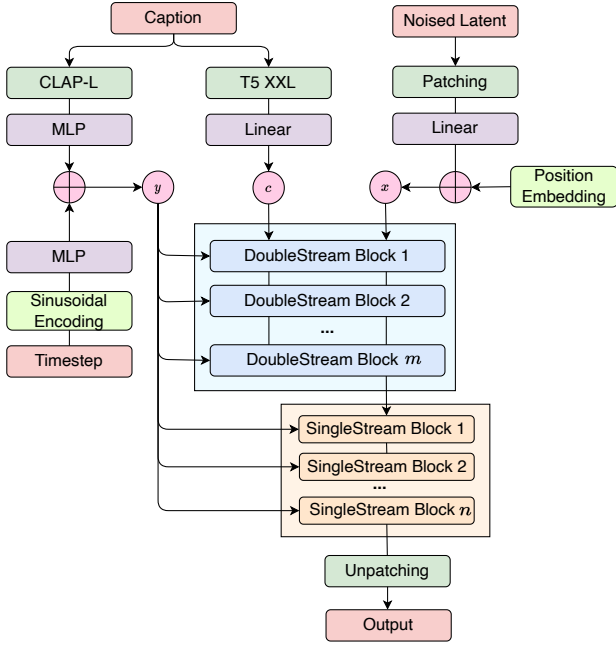 Caption
Noised Latent
CLAP-L
T5 XXL
Patching
MLP
Linear
Linear
y
c
x
Position
Embedding
MLP
DoubleStream Block 1
Sinusoidal
Encoding
DoubleStream Block 2
...
Timestep
DoubleStream Block m
SingleStream Block 1
SingleStream Block 2
...
SingleStream Block n
Unpatching
Output